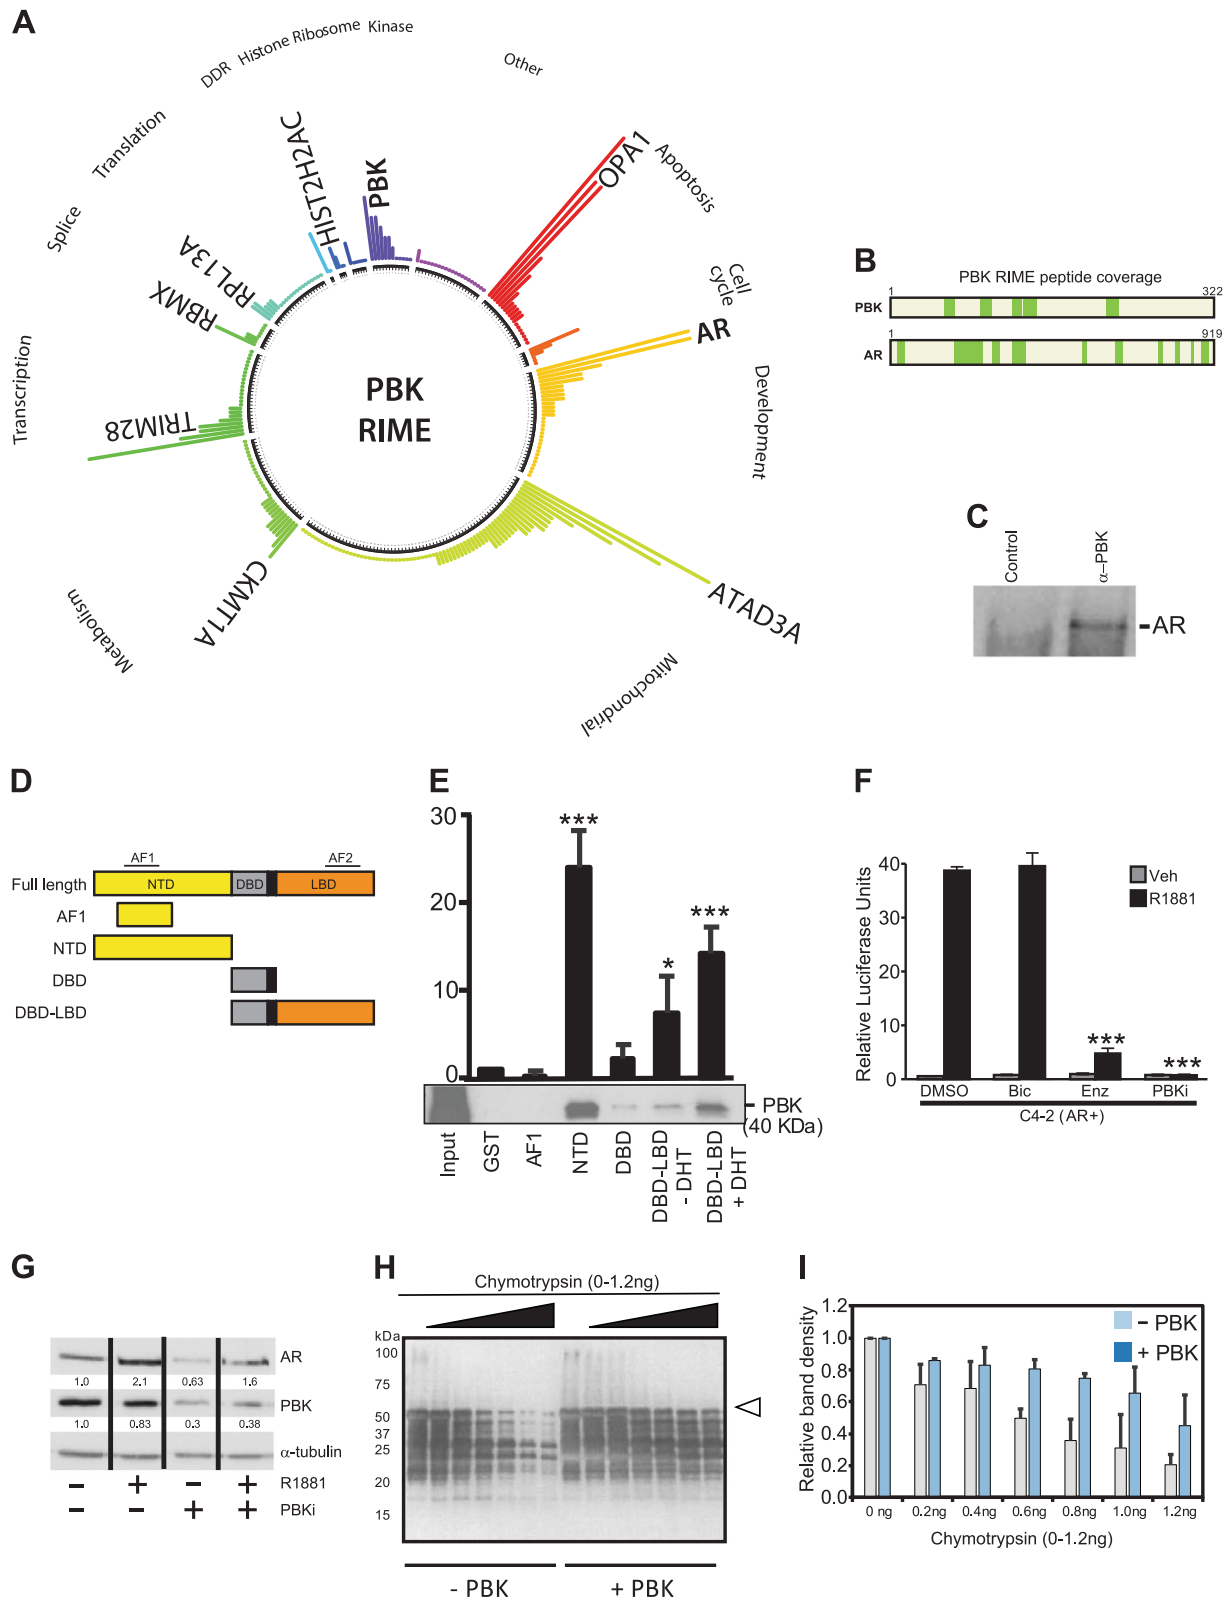 A
DDR
Histone
Ribosome
Kinase
Other
Translation
Splice
Transcription
Metabolism
Mitochondrial
Development
Cell
cycle
Apoptosis
HIST2H2AC
PBK
OPA1
RPL13A
RBMX
AR
TRIM28
CKMT1A
ATAD3A
PBK
RIME
B
PBK RIME peptide coverage
1 322
PBK
1 919
AR
C
Control
α–PBK
AR
D
AF1 AF2
Full length NTD DBD LBD
AF1
NTD
DBD
DBD-LBD
E
30
20
10
0
***
*
***
PBK
(40 KDa)
Input
GST
AF1
NTD
DBD
DBD-LBD
- DHT
DBD-LBD
+ DHT
F
Relative Luciferase Units
40
30
20
10
0
Veh
R1881
***
***
DMSO Bic Enz PBKi
C4-2 (AR+)
G
AR
1.0 2.1 0.63 1.6
PBK
1.0 0.83 0.3 0.38
α-tubulin
– + – + R1881
– – + + PBKi
H
Chymotrypsin (0-1.2ng)
kDa
100
75
50
37
25
20
15
- PBK + PBK
I
Relative band density
1.2
1.0
0.8
0.6
0.4
0.2
0.0
– PBK
+ PBK
0 ng 0.2ng 0.4ng 0.6ng 0.8ng 1.0ng 1.2ng
Chymotrypsin (0-1.2ng)